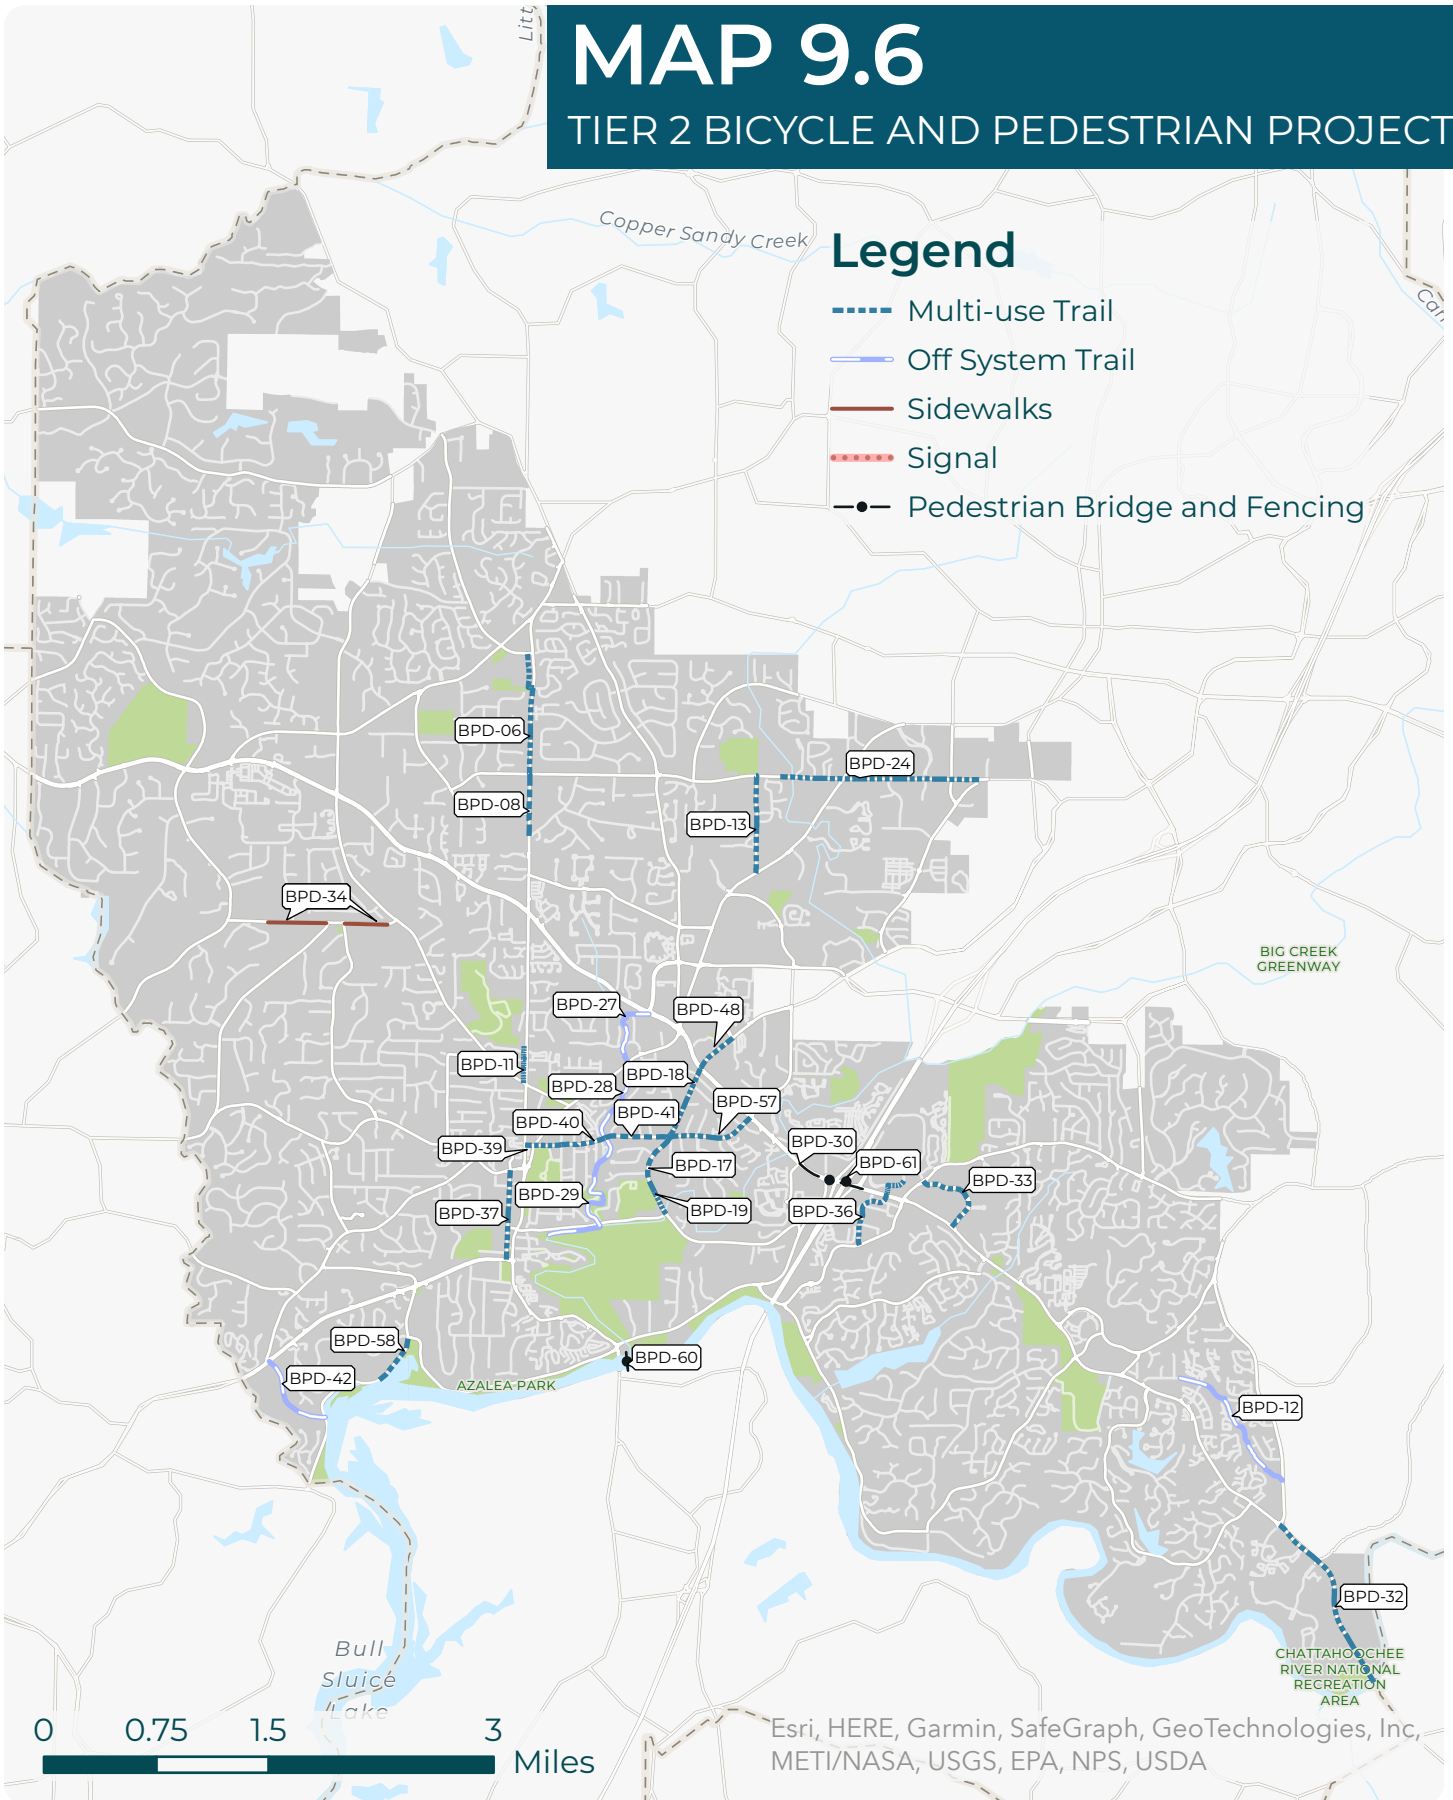 Litt
MAP 9.6
TIER 2 BICYCLE AND PEDESTRIAN PROJECT
Copper Sandy Creek
Legend
Multi-use Trail
Off System Trail
Sidewalks
Signal
Pedestrian Bridge and Fencing
Can
BPD-06
BPD-24
BPD-08
BPD-13
BPD-34
BIG CREEK
GREENWAY
BPD-27
BPD-48
BPD-11
BPD-18
BPD-28
BPD-57
BPD-41
BPD-40
BPD-30
BPD-39
BPD-61
BPD-17
BPD-33
BPD-29
BPD-19
BPD-36
BPD-37
BPD-58
BPD-60
BPD-42
AZALEA PARK
BPD-12
BPD-32
Bull
Sluice
Lake
CHATTAHOOCHEE
RIVER NATIONAL
RECREATION
AREA
0 0.75 1.5 3
Miles
Esri, HERE, Garmin, SafeGraph, GeoTechnologies, Inc,
METI/NASA, USGS, EPA, NPS, USDA